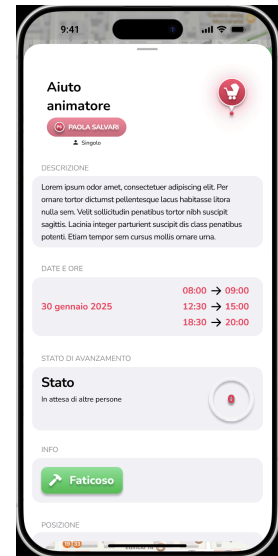 9:41
Aiuto
animatore
PAOLA SALVARI
Singolo
DESCRIZIONE
Lorem ipsum odor amet, consectetuer adipiscing elit. Per
ornare tortor dictumst pellentesque lacus habitasse litora
nulla sem. Velit sollicitudin penatibus tortor nibh suscipit
sagittis. Lacinia integer parturient suscipit dis class penatibus
potenti. Etiam tempor sem cursus mollis ornare urna.
DATE E ORE
08:00 → 09:00
30 gennaio 2025 12:30 → 15:00
18:30 → 20:00
STATO DI AVANZAMENTO
Stato
In attesa di altre persone
0
INFO
Faticoso
POSIZIONE